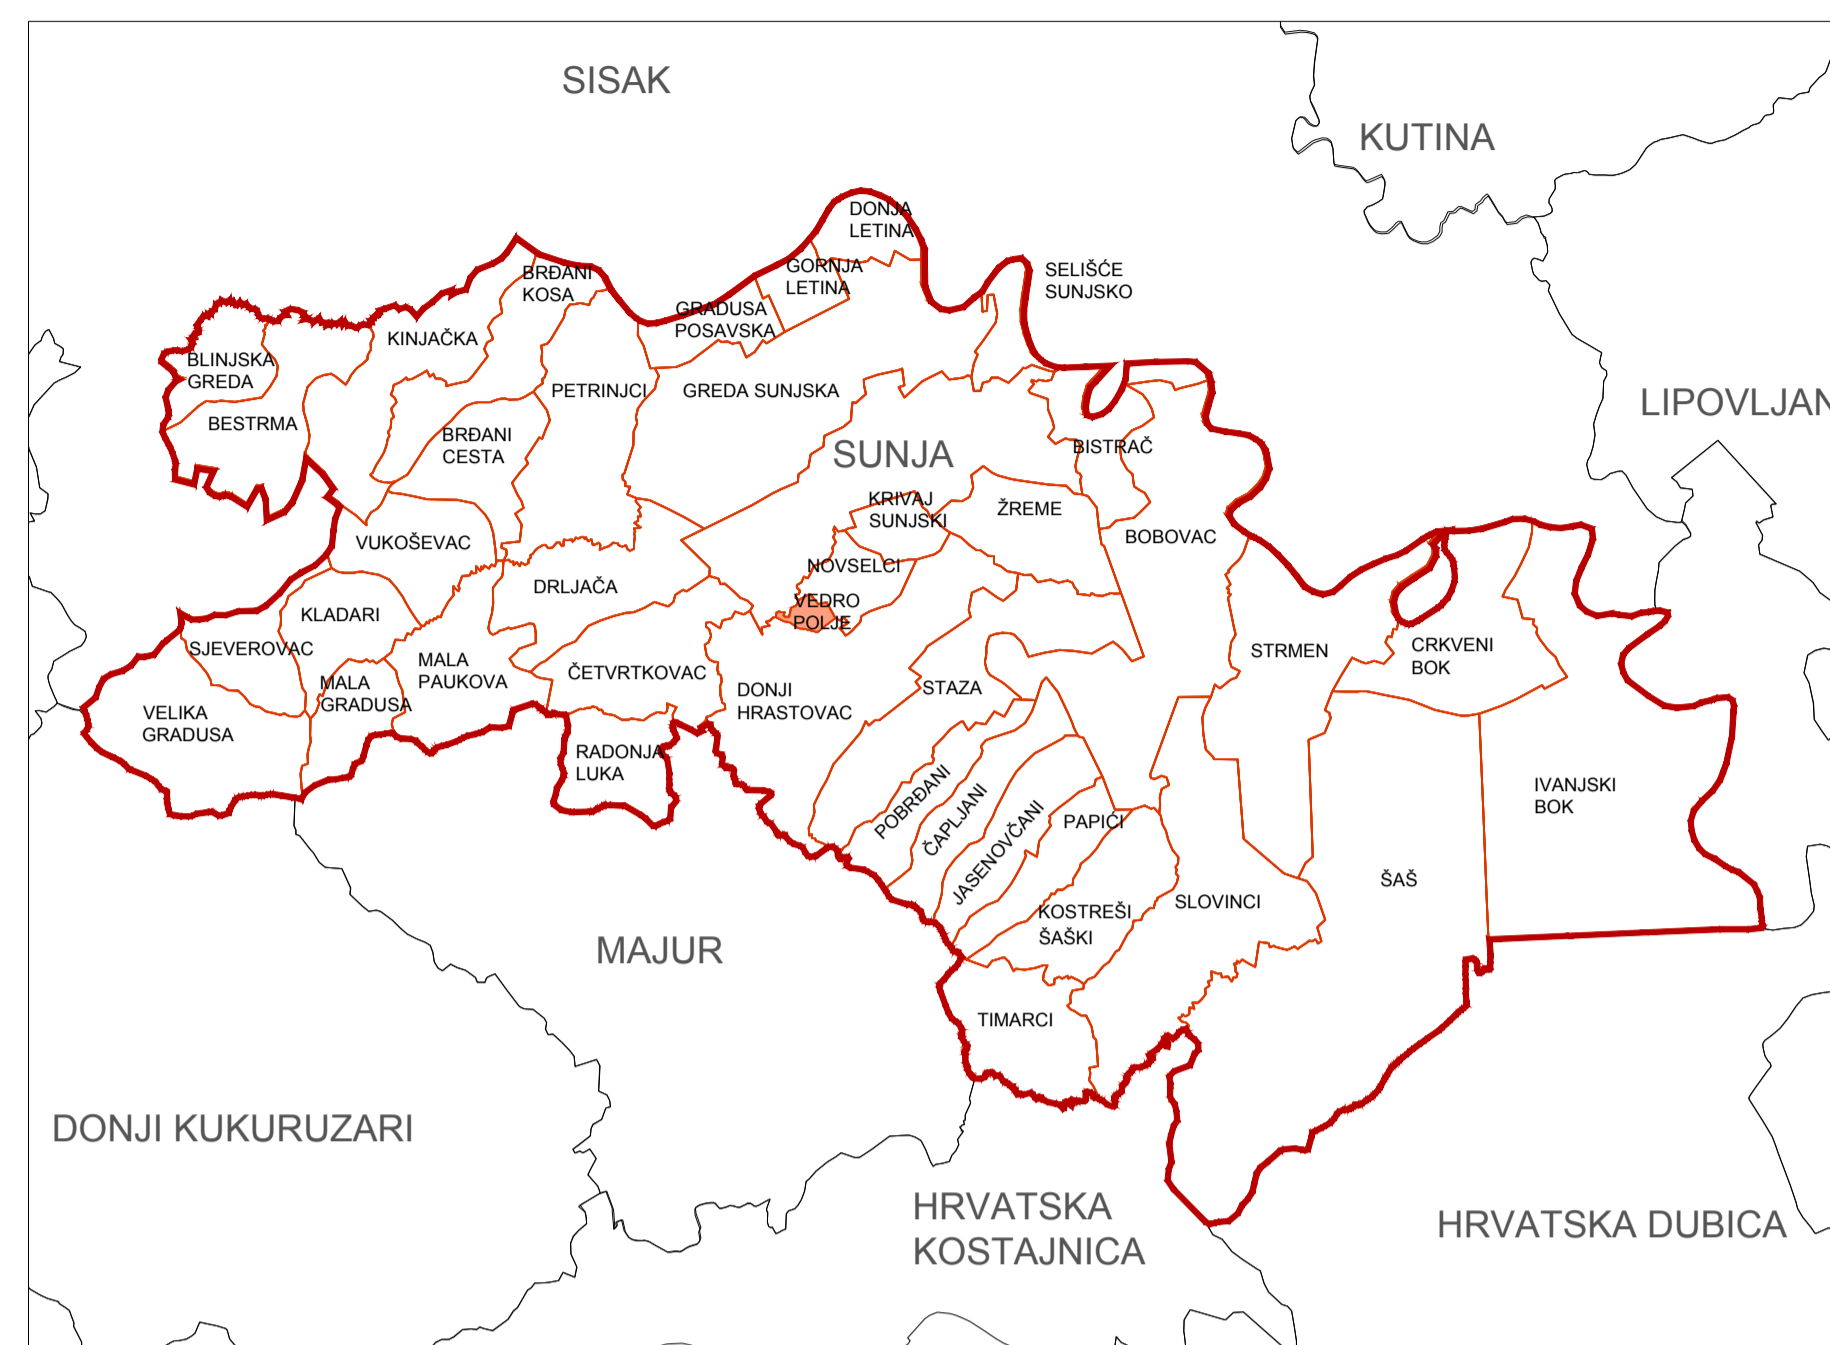 SISAK
KUTINA
DONJA
LETINA
GORNJA
LETINA
BRĐANI
KOSA
SELIŠĆE
SUNJSKO
GRADUSA
POSAVSKA
KINJAČKA
BLINJSKA
GREDA
PETRINJCI
GREDA SUNJSKA
LIPOVLJAN
BESTRMA
BRĐANI
CESTA
SUNJA
BISTRAČ
KRIVAJ
SUNJSKI
ŽREME
VUKOŠEVAC
BOBOVAC
NOVSELCI
DRLJAČA
VEDRO
POLJE
KLADARI
SJEVEROVAC
STRMEN
CRKVENI
BOK
MALA
PAUKOVA
ČETVRTKOVAC
MALA
GRADUSA
DONJI
HRASTOVAC
STAZA
VELIKA
GRADUSA
RADONJA
LUKA
IVANJSKI
BOK
POBRĐANI
ČAPLJANI
JASENOVČANI
PAPIĆI
ŠAŠ
SLOVINCI
KOSTREŠI
ŠAŠKI
MAJUR
TIMARCI
DONJI KUKURUZARI
HRVATSKA
KOSTAJNICA
HRVATSKA DUBICA